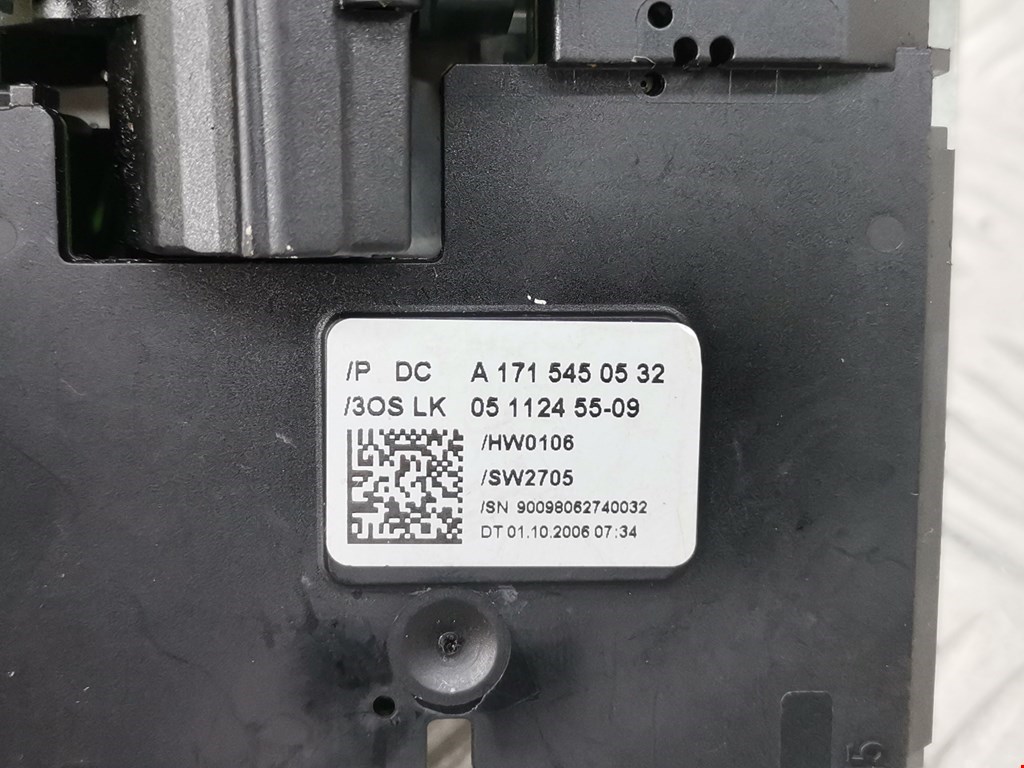 /P DC A 171 545 05 32
/3OS LK 05 1124 55-09
/HW0106
/SW2705
/SN 90098062740032
DT 01.10.2006 07:34
5